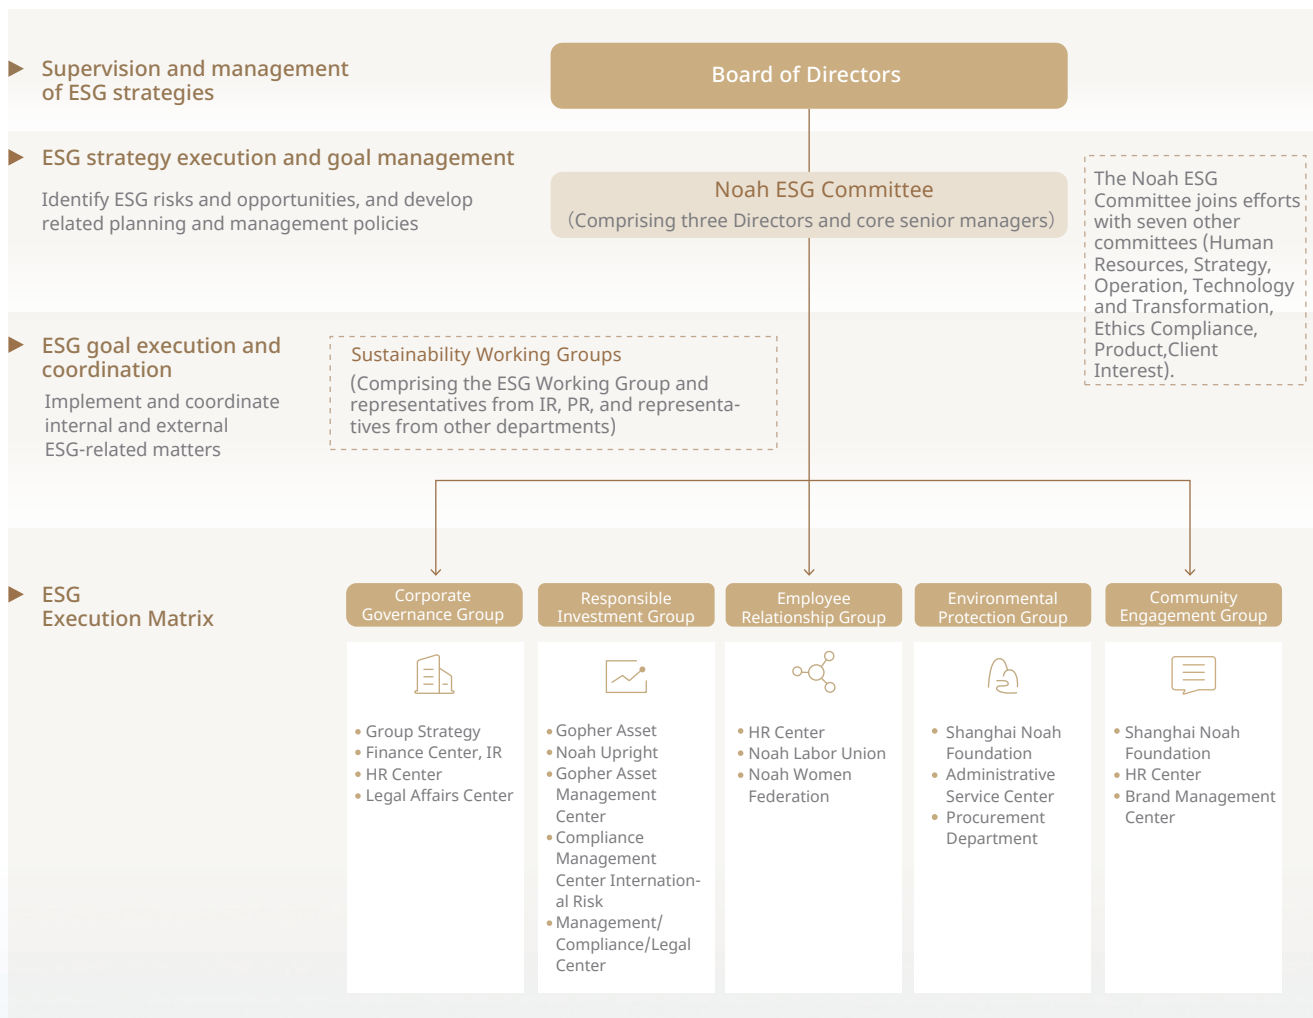 Supervision and management
of ESG strategies
Board of Directors
ESG strategy execution and goal management
Identify ESG risks and opportunities, and develop
related planning and management policies
Noah ESG Committee
(Comprising three Directors and core senior managers)
The Noah ESG
Committee joins efforts
with seven other
committees (Human
Resources, Strategy,
Operation, Technology
and Transformation,
Ethics Compliance,
Product,Client
Interest).
ESG goal execution and
coordination
Implement and coordinate
internal and external
ESG-related matters
Sustainability Working Groups
(Comprising the ESG Working Group and
representatives from IR, PR, and representa-
tives from other departments)
ESG
Execution Matrix
Corporate
Governance Group
• Group Strategy
• Finance Center, IR
• HR Center
• Legal Affairs Center
Responsible
Investment Group
• Gopher Asset
• Noah Upright
• Gopher Asset
Management
Center
• Compliance
Management
Center Internation-
al Risk
• Management/
Compliance/Legal
Center
Employee
Relationship Group
• HR Center
• Noah Labor Union
• Noah Women
Federation
Environmental
Protection Group
• Shanghai Noah
Foundation
• Administrative
Service Center
• Procurement
Department
Community
Engagement Group
• Shanghai Noah
Foundation
• HR Center
• Brand Management
Center